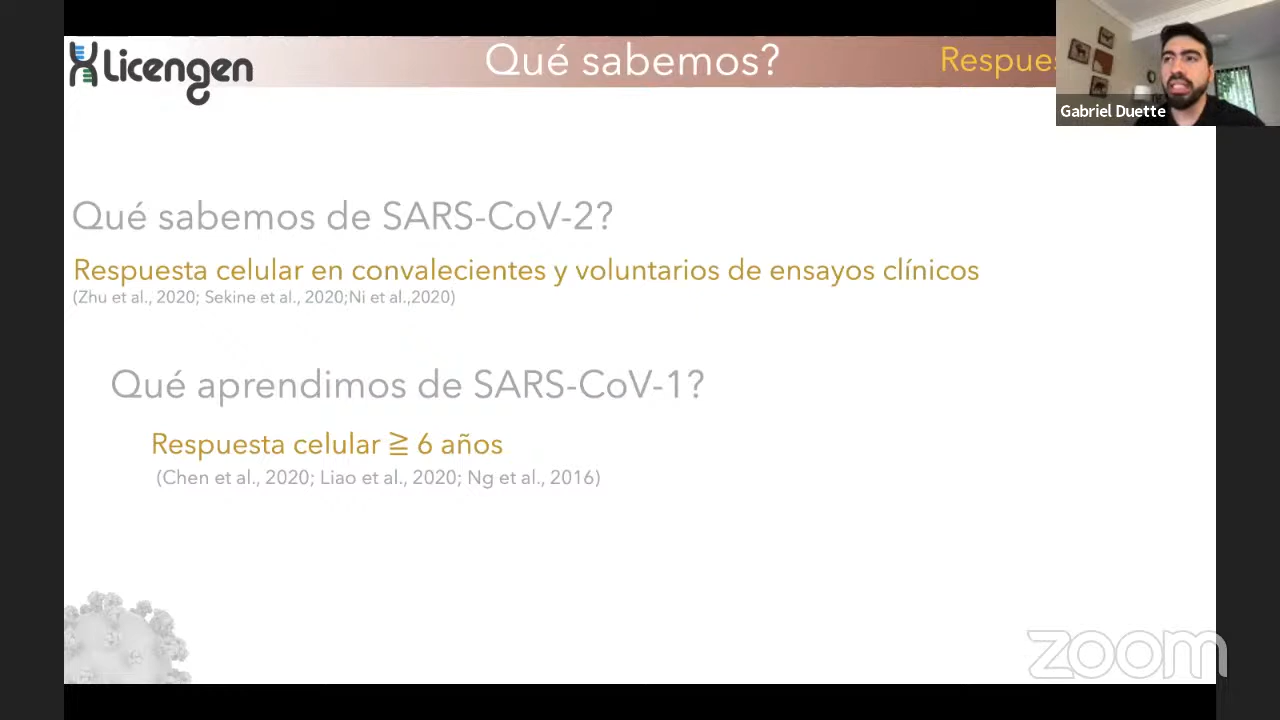 Licengen
Qué sabemos?
Gabriel Duette
Qué sabemos de SARS-CoV-2?
Respuesta celular en convalecientes y voluntarios de ensayos clínicos
(Zhu et al., 2020; Sekine et al., 2020;Ni et al.,2020)
Qué aprendimos de SARS-CoV-1?
Respuesta celular ≧ 6 años
(Chen et al., 2020; Liao et al., 2020; Ng et al., 2016)
zoom